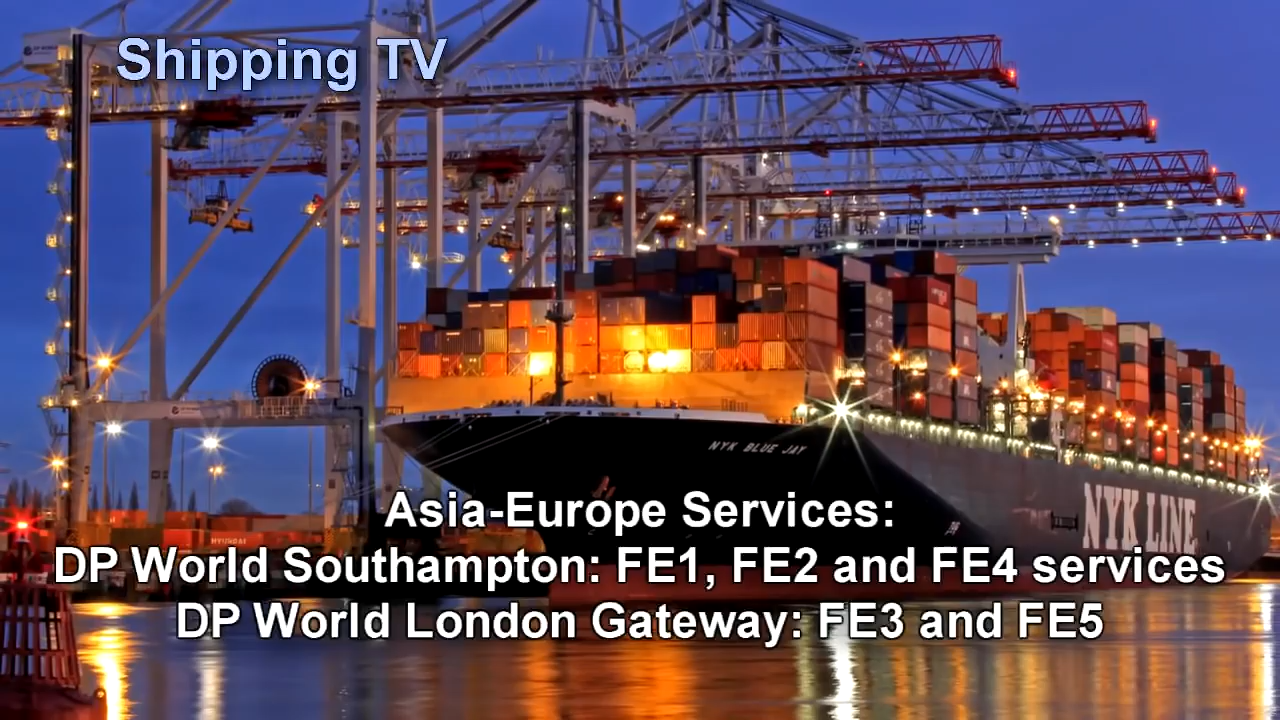 Shipping TV
NYK BLUE JAY
NYK LINE
Asia-Europe Services:
DP World Southampton: FE1, FE2 and FE4 services
DP World London Gateway: FE3 and FE5